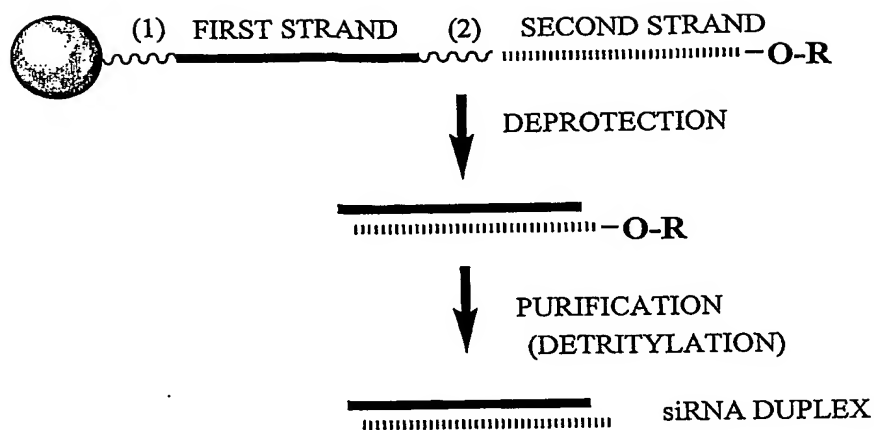 (1) FIRST STRAND (2) SECOND STRAND
O-R
DEPROTECTION
O-R
PURIFICATION
(DETRITYLATION)
siRNA DUPLEX